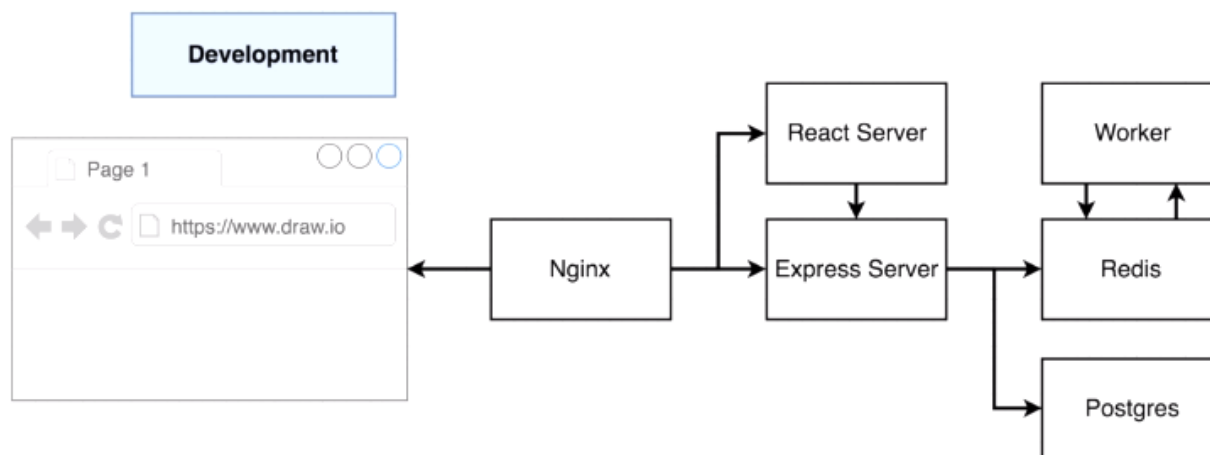 Development
Page 1
https://www.draw.io
Nginx
React Server
Express Server
Worker
Redis
Postgres